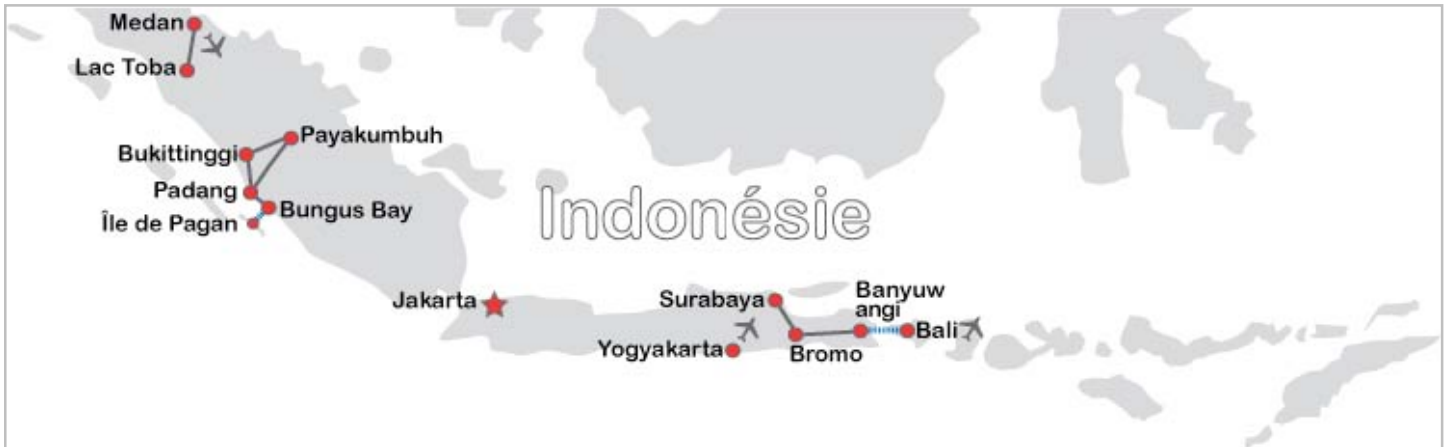 Medan
Lac Toba
Payakumbuh
Bukittinggi
Padang
Bungus Bay
Île de Pagan
Indonésie
Jakarta
Surabaya
Banyuw
angi
Bali
Yogyakarta
Bromo